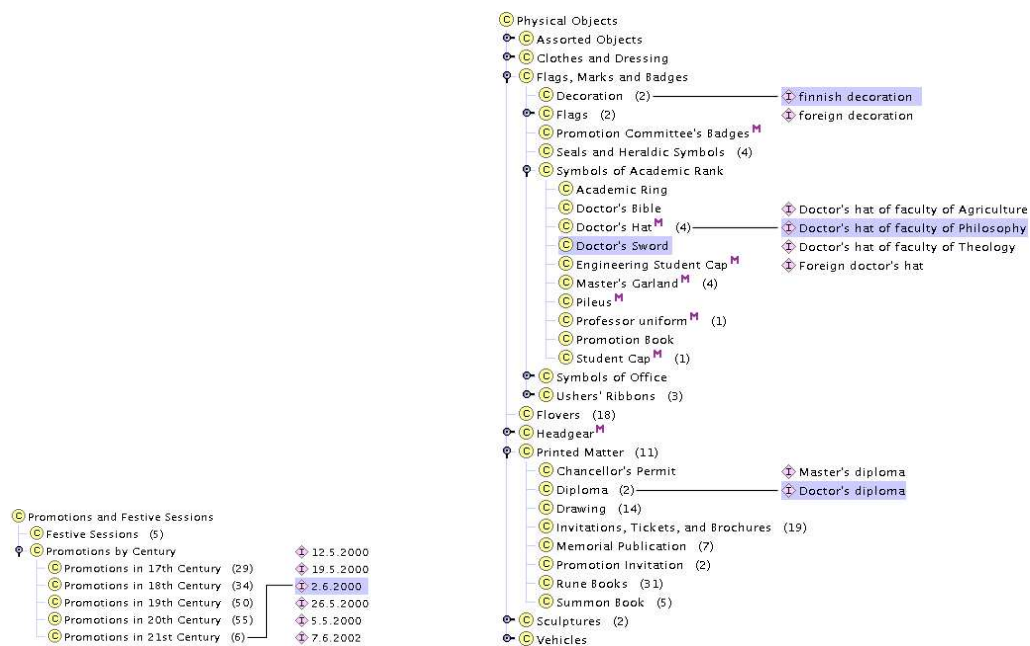 Physical Objects
Assorted Objects
Clothes and Dressing
Flags, Marks and Badges
Decoration (2) finnish decoration
Flags (2) foreign decoration
Promotion Committee's Badges M
Seals and Heraldic Symbols (4)
Symbols of Academic Rank
Academic Ring
Doctor's Bible Doctor's hat of faculty of Agriculture
Doctor's Hat M (4) Doctor's hat of faculty of Philosophy
Doctor's Sword Doctor's hat of faculty of Theology
Engineering Student Cap M Foreign doctor's hat
Master's Garland M (4)
Pileus M
Professor uniform M (1)
Promotion Book
Student Cap M (1)
Symbols of Office
Ushers' Ribbons (3)
Flovers (18)
Headgear M
Printed Matter (11)
Chancellor's Permit Master's diploma
Diploma (2) Doctor's diploma
Drawing (14)
Invitations, Tickets, and Brochures (19)
Memorial Publication (7)
Promotion Invitation (2)
Rune Books (31)
Summon Book (5)
Sculptures (2)
Vehicles
Promotions and Festive Sessions
Festive Sessions (5)
Promotions by Century 12.5.2000
Promotions in 17th Century (29) 19.5.2000
Promotions in 18th Century (34) 2.6.2000
Promotions in 19th Century (50) 26.5.2000
Promotions in 20th Century (55) 5.5.2000
Promotions in 21st Century (6) 7.6.2002